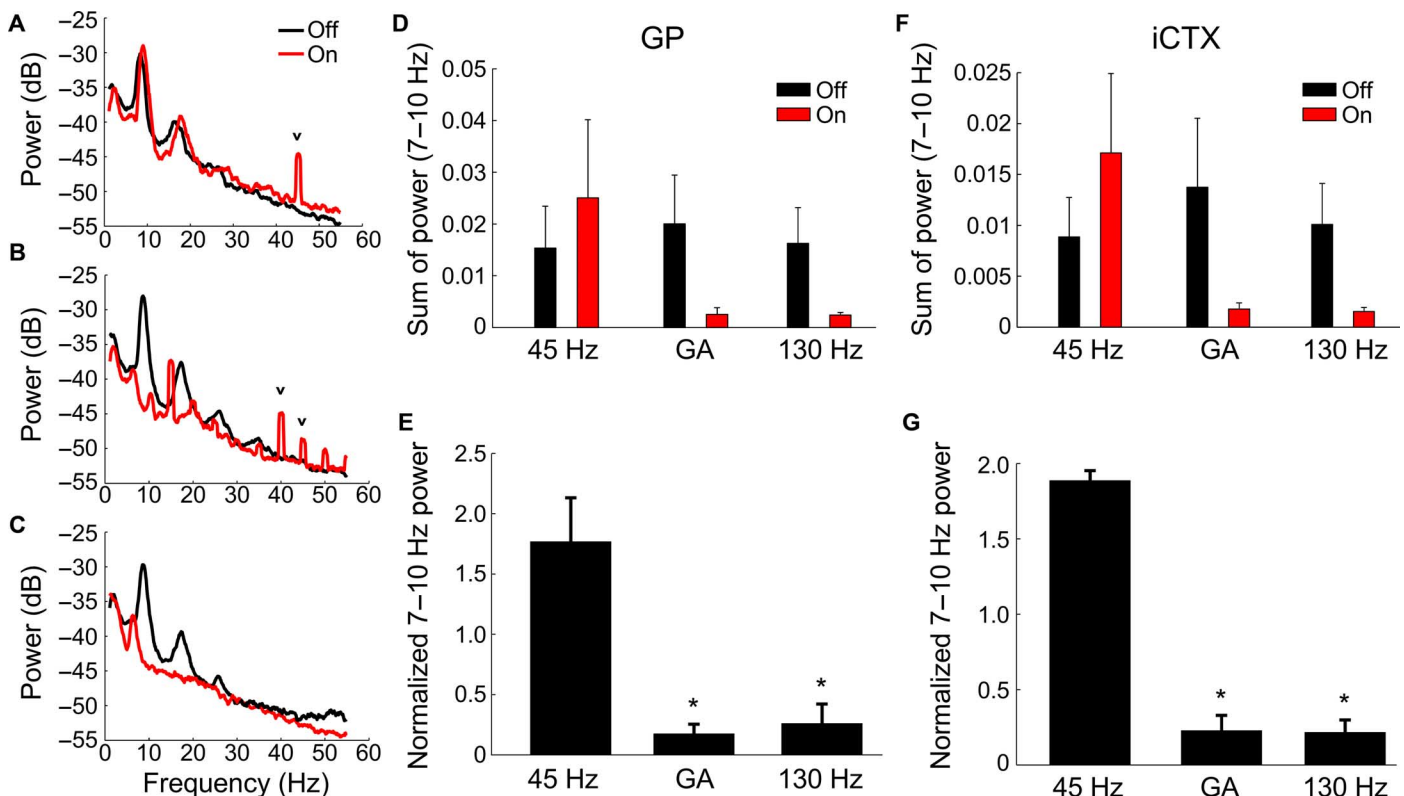 A
Power (dB)
−25
−30
−35
−40
−45
−50
−55
0 10 20 30 40 50 60
Off
On
v
B
Power (dB)
−25
−30
−35
−40
−45
−50
−55
0 10 20 30 40 50 60
v
v
C
Power (dB)
−25
−30
−35
−40
−45
−50
−55
0 10 20 30 40 50 60
Frequency (Hz)
D
GP
Sum of power (7–10 Hz)
0.05
0.04
0.03
0.02
0.01
0
Off
On
45 Hz GA 130 Hz
E
Normalized 7–10 Hz power
2.5
2.0
1.5
1.0
0.5
0
*
*
45 Hz GA 130 Hz
F
iCTX
Sum of power (7–10 Hz)
0.025
0.02
0.015
0.01
0.005
0
Off
On
45 Hz GA 130 Hz
G
Normalized 7–10 Hz power
2.0
1.5
1.0
0.5
0
*
*
45 Hz GA 130 Hz